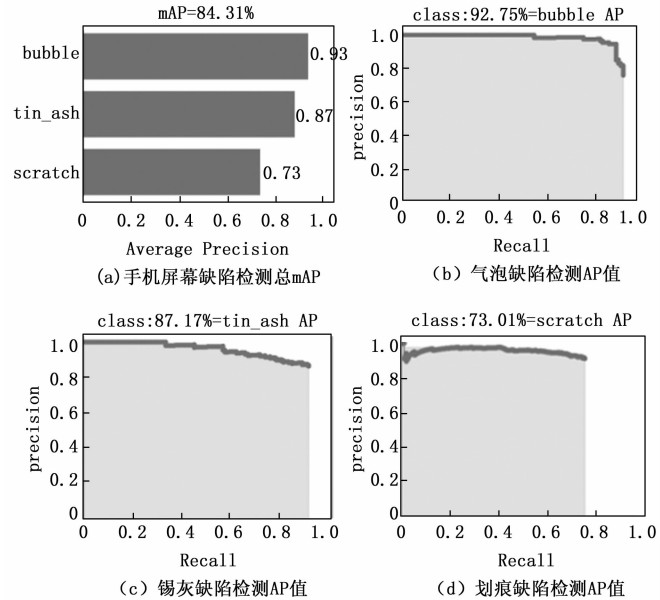 mAP=84.31%
bubble
0.93
tin_ash
0.87
scratch
0.73
0 0.2 0.4 0.6 0.8 1.0
Average Precision
(a)手机屏幕缺陷检测总mAP
class:92.75%=bubble AP
1.0
0.8
0.6
0.4
0.2
0
precision
0 0.2 0.4 0.6 0.8 1.0
Recall
(b) 气泡缺陷检测AP值
class:87.17%=tin_ash AP
1.0
0.8
0.6
0.4
0.2
0
precision
0 0.2 0.4 0.6 0.8 1.0
Recall
(c) 锡灰缺陷检测AP值
class:73.01%=scratch AP
1.0
0.8
0.6
0.4
0.2
0
precision
0 0.2 0.4 0.6 0.8 1.0
Recall
(d) 划痕缺陷检测AP值